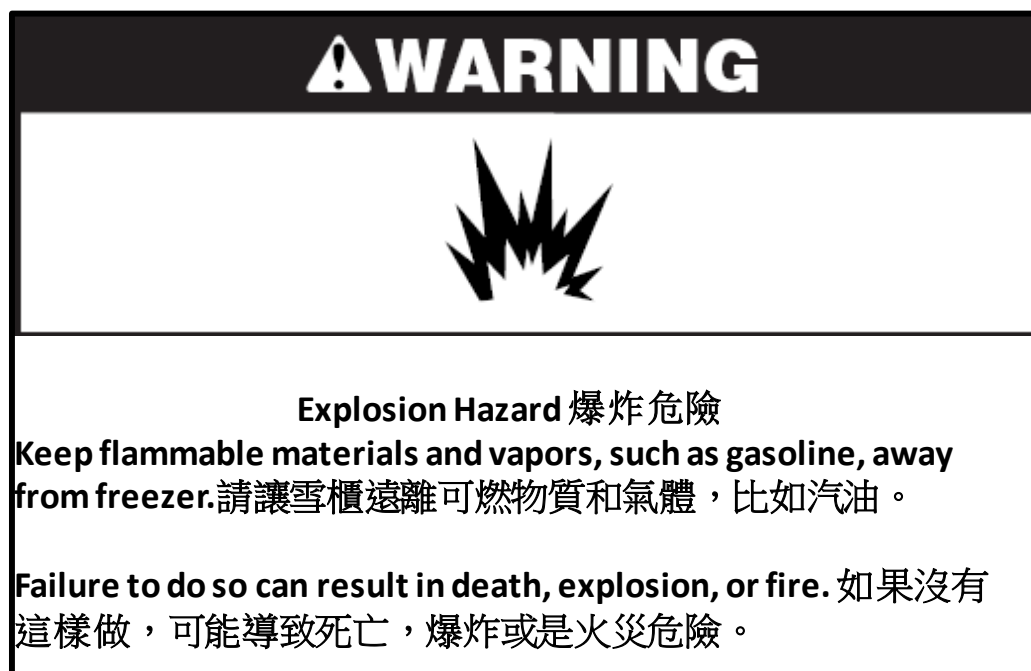 WARNING
Explosion Hazard 爆炸危險
Keep flammable materials and vapors, such as gasoline, away
from freezer.請讓雪櫃遠離可燃物質和氣體，比如汽油。
Failure to do so can result in death, explosion, or fire. 如果沒有
這樣做，可能導致死亡，爆炸或是火災危險。